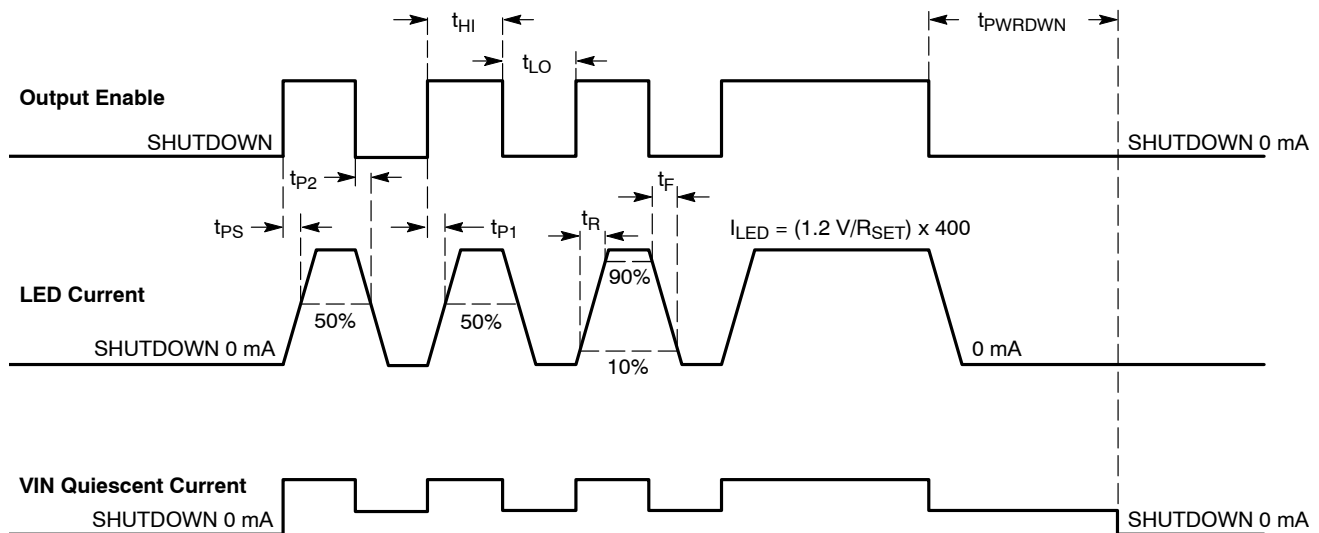 tHI
tPWRDWN
tLO
Output Enable
SHUTDOWN
SHUTDOWN 0 mA
tP2
tF
tPS
tP1
tR
ILED = (1.2 V/RSET) x 400
90%
LED Current
50%
50%
SHUTDOWN 0 mA
0 mA
10%
VIN Quiescent Current
SHUTDOWN 0 mA
SHUTDOWN 0 mA